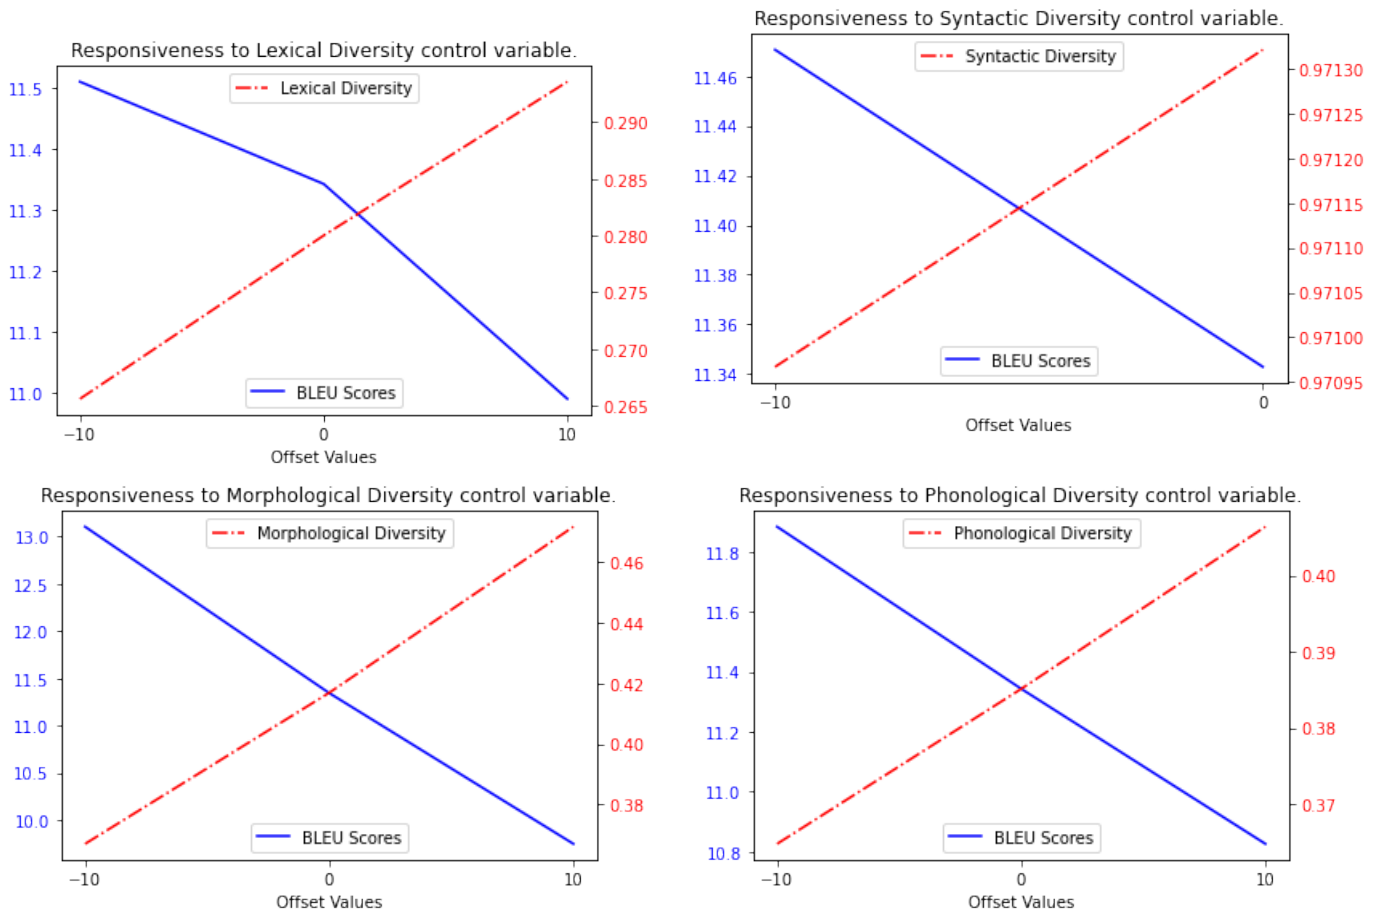 Responsiveness to Lexical Diversity control variable.
Lexical Diversity
11.5
11.4
11.3
11.2
11.1
11.0
0.290
0.285
0.280
0.275
0.270
0.265
BLEU Scores
−10 0 10
Offset Values
Responsiveness to Syntactic Diversity control variable.
Syntactic Diversity
11.46
11.44
11.42
11.40
11.38
11.36
11.34
0.97130
0.97125
0.97120
0.97115
0.97110
0.97105
0.97100
0.97095
BLEU Scores
−10 0
Offset Values
Responsiveness to Morphological Diversity control variable.
Morphological Diversity
13.0
12.5
12.0
11.5
11.0
10.5
10.0
0.46
0.44
0.42
0.40
0.38
BLEU Scores
−10 0 10
Offset Values
Responsiveness to Phonological Diversity control variable.
Phonological Diversity
11.8
11.6
11.4
11.2
11.0
10.8
0.40
0.39
0.38
0.37
BLEU Scores
−10 0 10
Offset Values